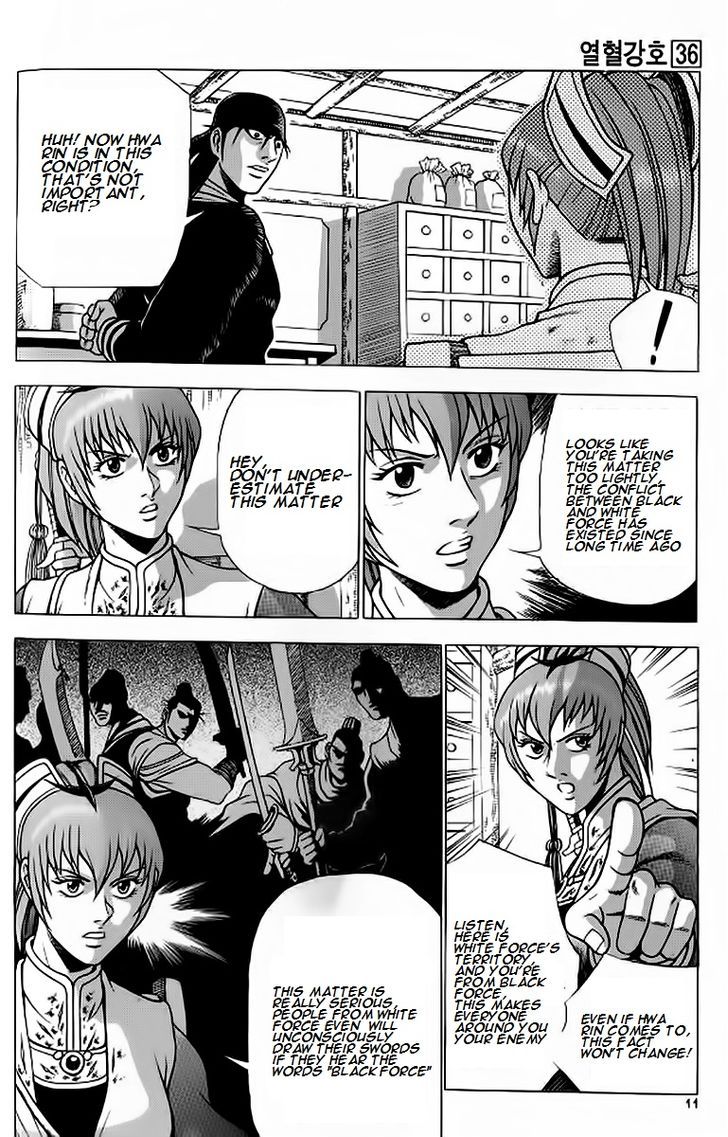 열혈강호 36
HUH! NOW HWA
RIN IS IN THIS
CONDITION,
THAT'S NOT
IMPORTANT,
RIGHT?
!
HEY,
DON'T UNDER-
ESTIMATE
THIS MATTER
LOOKS LIKE
YOU'RE TAKING
THIS MATTER
TOO LIGHTLY,
THE CONFLICT
BETWEEN BLACK
AND WHITE
FORCE HAS
EXISTED SINCE
LONG TIME AGO
THIS MATTER IS
REALLY SERIOUS,
PEOPLE FROM WHITE
FORCE EVEN WILL
UNCONSCIOUSLY
DRAW THEIR SWORDS
IF THEY HEAR THE
WORDS "BLACK FORCE"
LISTEN,
HERE IS
WHITE FORCE'S
TERRITORY,
AND YOU'RE
FROM BLACK
FORCE,
THIS MAKES
EVERYONE
AROUND YOU
YOUR ENEMY
EVEN IF HWA
RIN COMES TO,
THIS FACT
WON'T CHANGE!
11